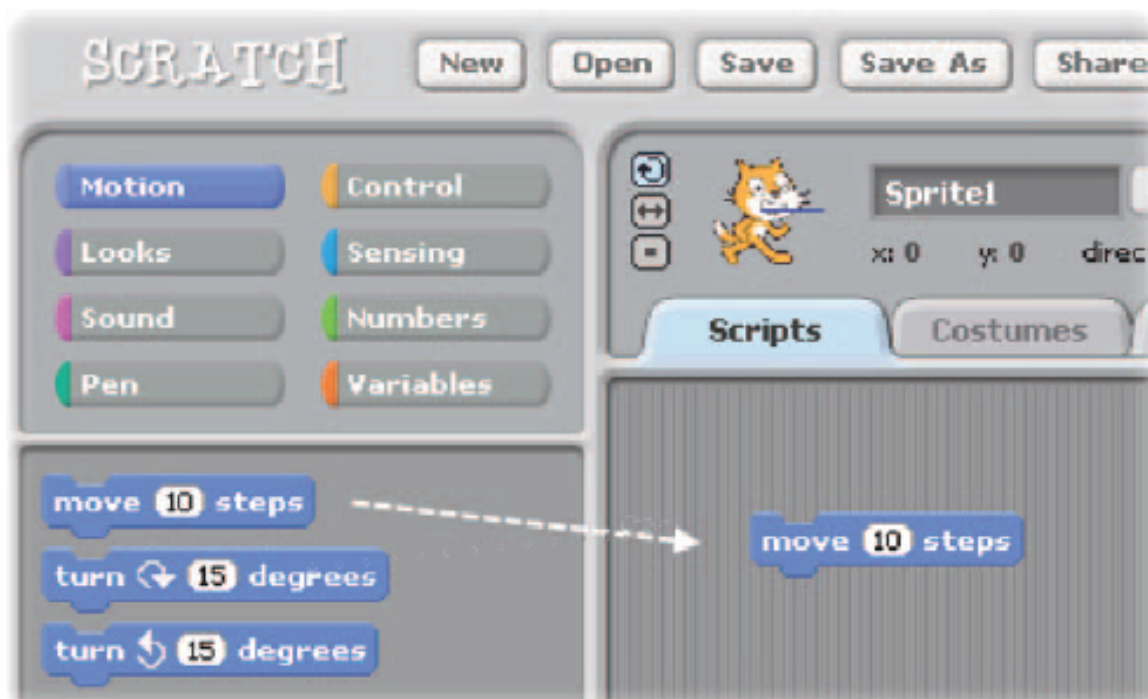 SCRATCH New Open Save Save As Share
Motion Control
Looks Sensing
Sound Numbers
Pen Variables
Sprite1
x: 0 y: 0 direc
Scripts Costumes
move 10 steps
turn 15 degrees
turn 15 degrees
move 10 steps